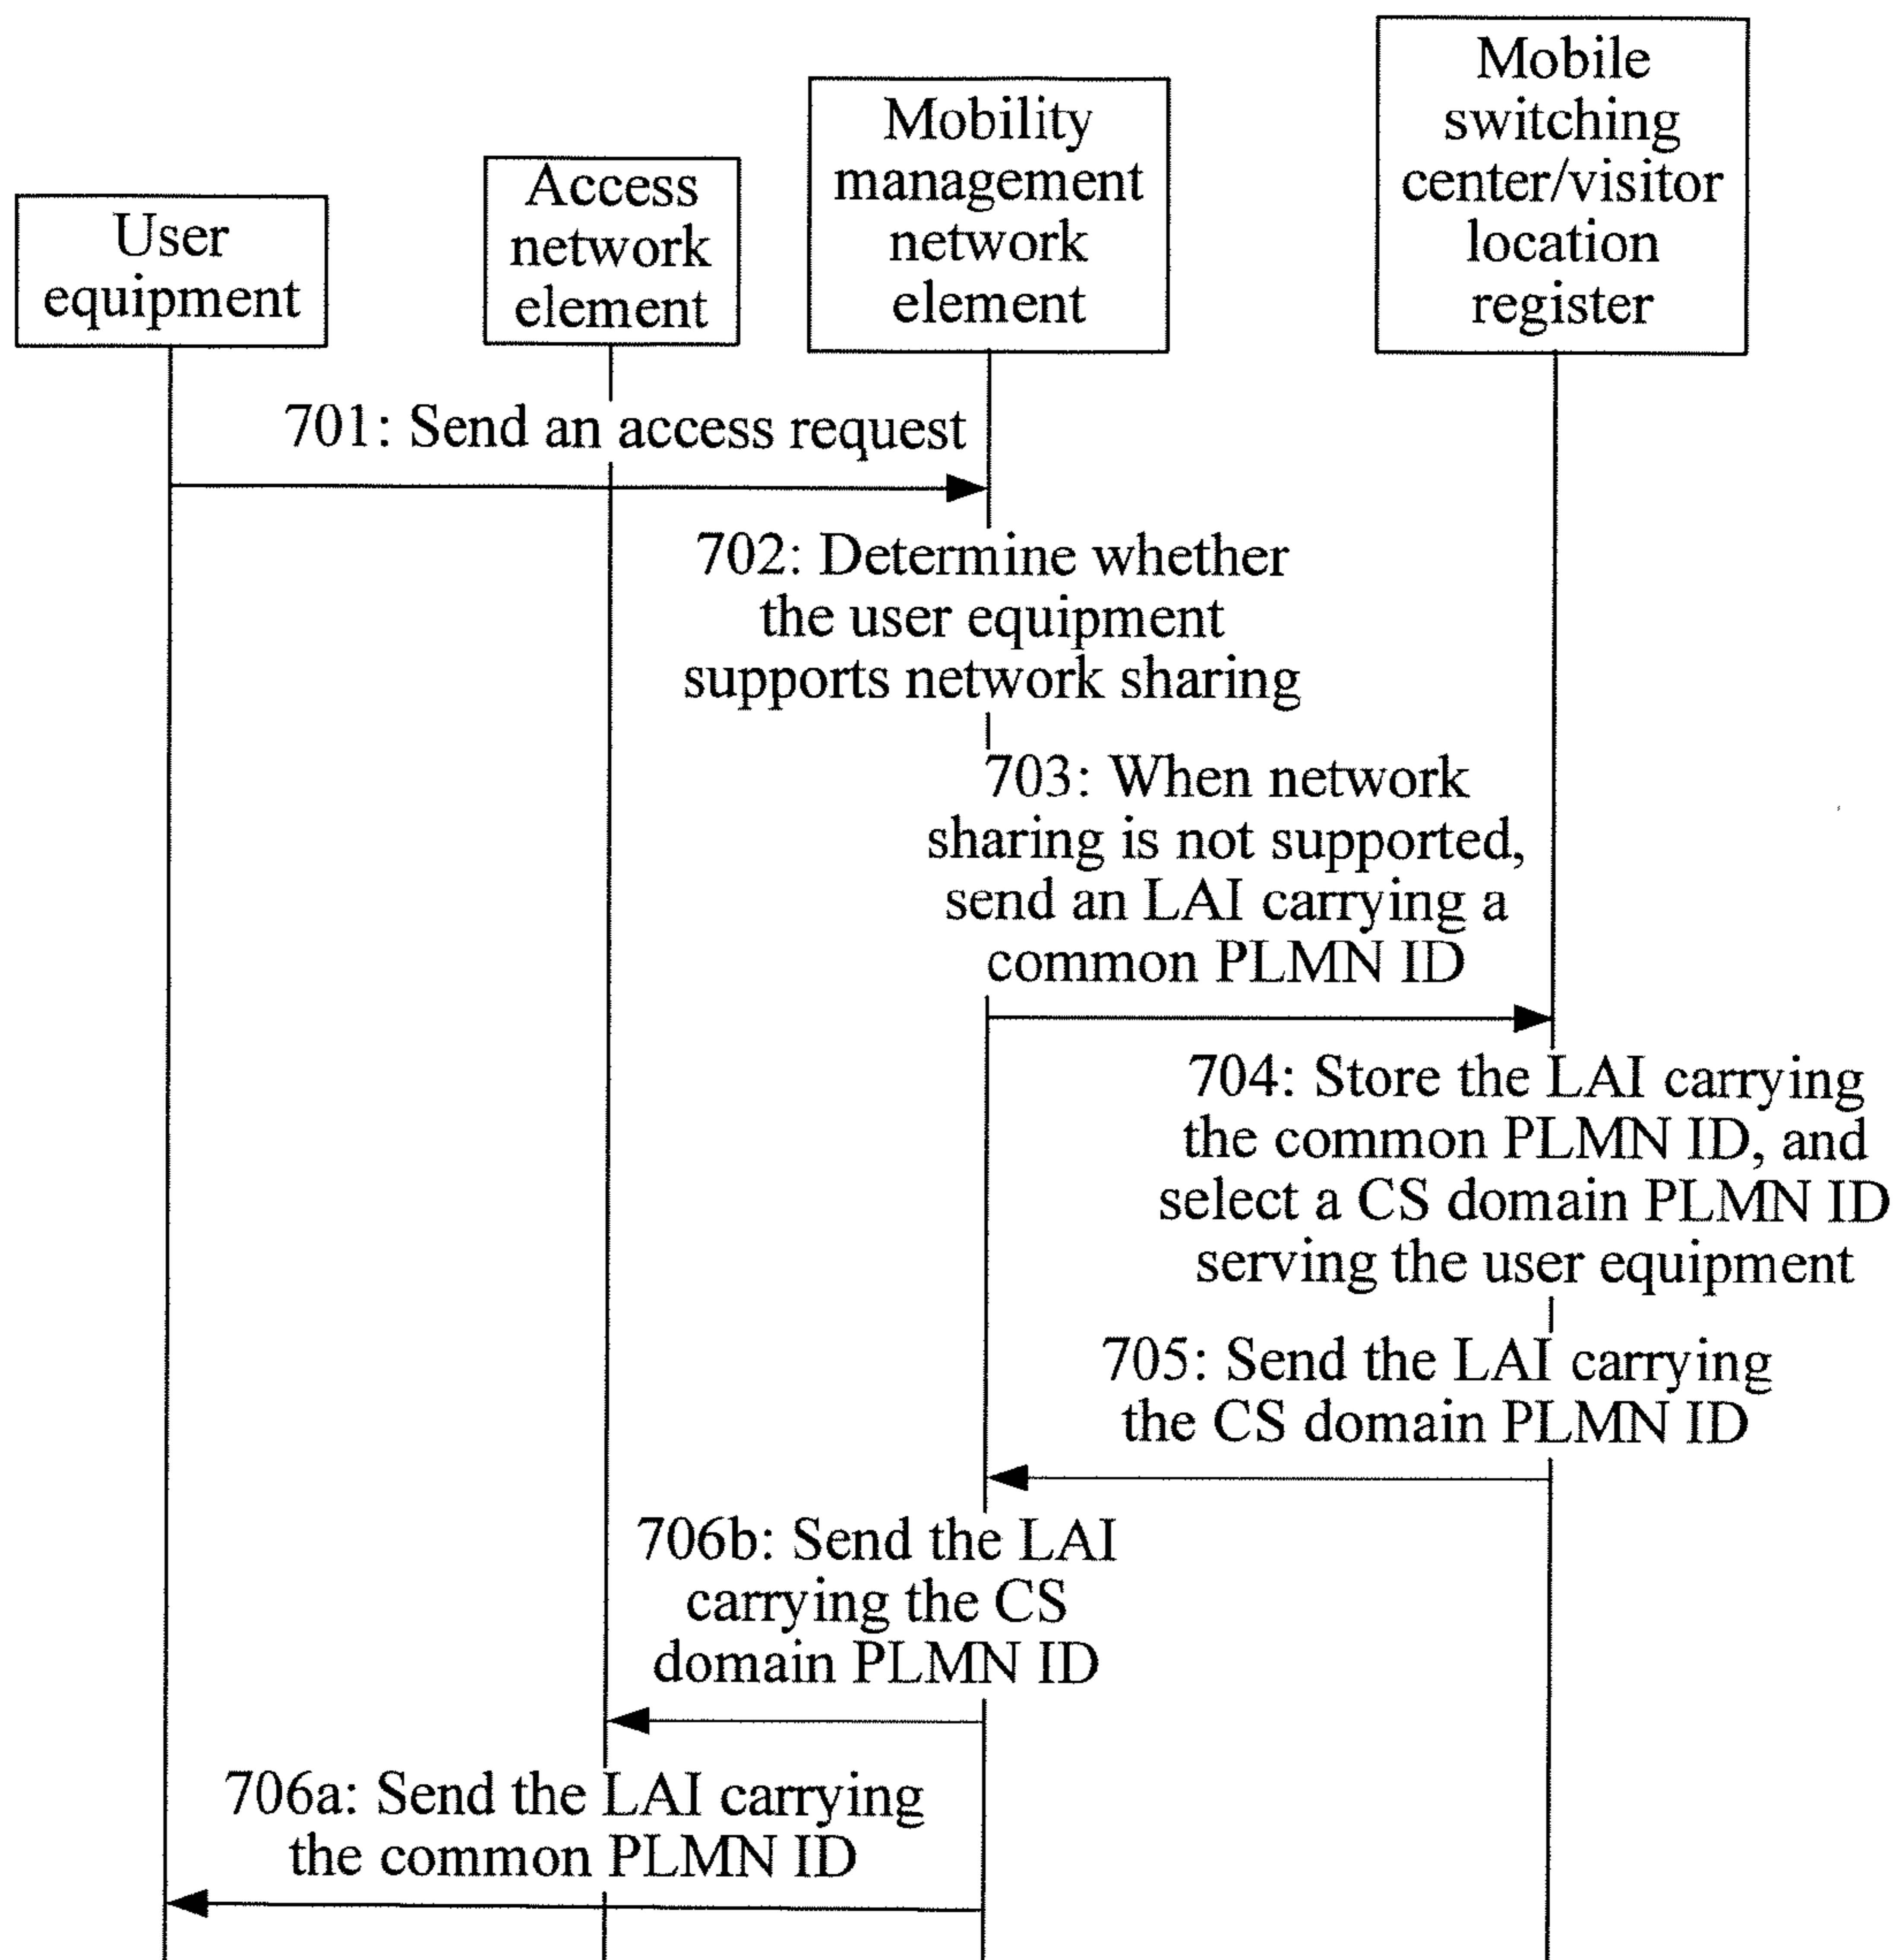 User
equipment
Access
network
element
Mobility
management
network
element
Mobile
switching
center/visitor
location
register
701: Send an access request
702: Determine whether
the user equipment
supports network sharing
703: When network
sharing is not supported,
send an LAI carrying a
common PLMN ID
704: Store the LAI carrying
the common PLMN ID, and
select a CS domain PLMN ID
serving the user equipment
705: Send the LAI carrying
the CS domain PLMN ID
706b: Send the LAI
carrying the CS
domain PLMN ID
706a: Send the LAI carrying
the common PLMN ID